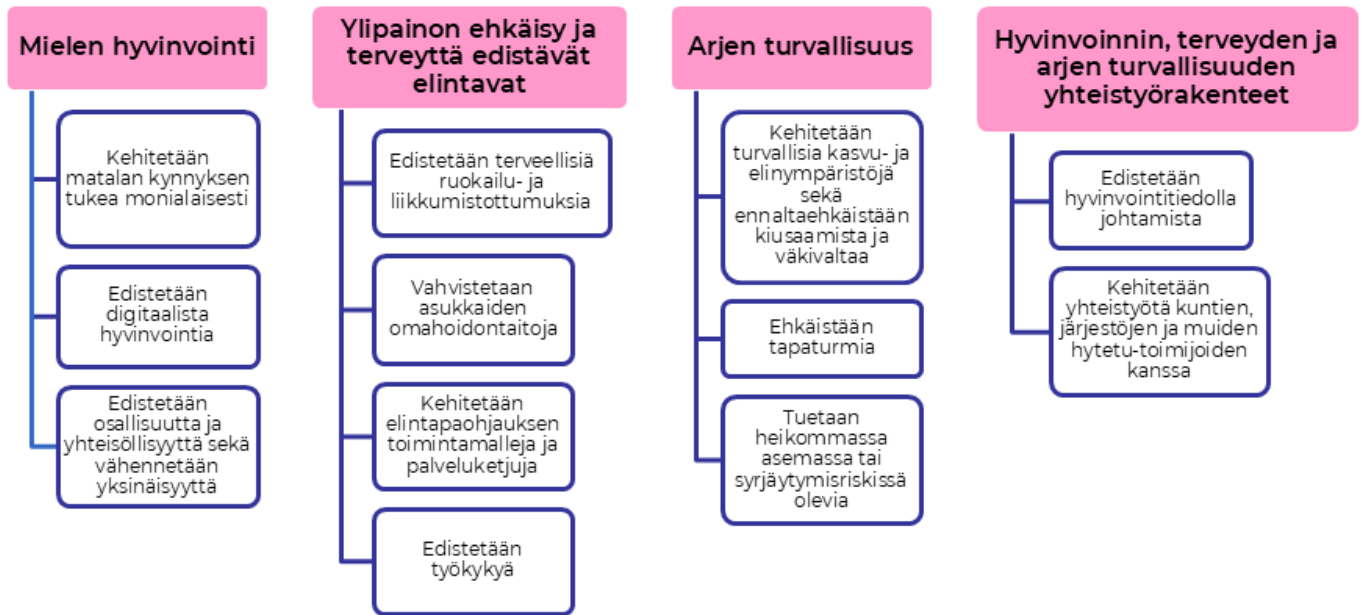 Mielen hyvinvointi
Kehitetään
matalan kynnyksen
tukea monialaisesti
Edistetään
digitaalista
hyvinvointia
Edistetään
osallisuutta ja
yhteisöllisyyttä sekä
vähennetään
yksinäisyyttä
Ylipainon ehkäisy ja
terveyttä edistävät
elintavat
Edistetään terveellisiä
ruokailu- ja
liikkumistottumuksia
Vahvistetaan
asukkaiden
omahoidontaitoja
Kehitetään
elintapaohjauksen
toimintamalleja ja
palveluketjuja
Edistetään
työkykyä
Arjen turvallisuus
Kehitetään
turvallisia kasvu- ja
elinympäristöjä
sekä
ennaltaehkäistään
kiusaamista ja
väkivaltaa
Ehkäistään
tapaturmia
Tuetaan
heikommassa
asemassa tai
syrjäytymisriskissä
olevia
Hyvinvoinnin, terveyden ja
arjen turvallisuuden
yhteistyörakenteet
Edistetään
hyvinvointitiedolla
johtamista
Kehitetään
yhteistyötä kuntien,
järjestöjen ja muiden
hytetu-toimijoiden
kanssa